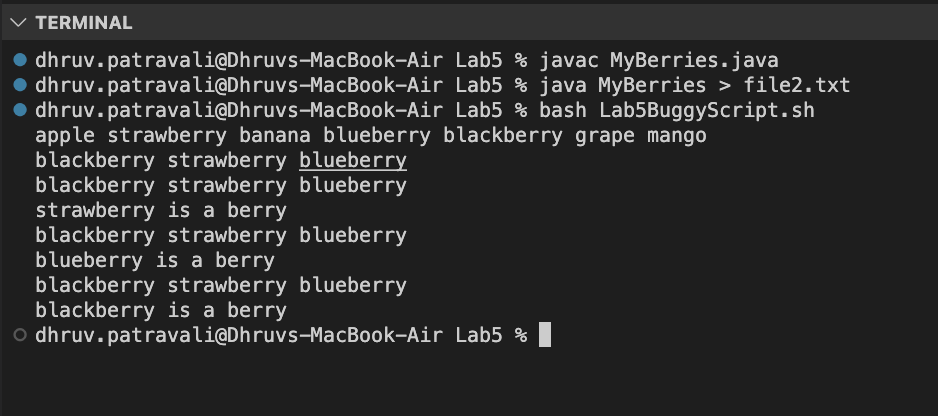 TERMINAL
dhruv.patravali@Dhruvs-MacBook-Air Lab5 % javac MyBerries.java
dhruv.patravali@Dhruvs-MacBook-Air Lab5 % java MyBerries > file2.txt
dhruv.patravali@Dhruvs-MacBook-Air Lab5 % bash Lab5BuggyScript.sh
apple strawberry banana blueberry blackberry grape mango
blackberry strawberry blueberry
blackberry strawberry blueberry
strawberry is a berry
blackberry strawberry blueberry
blueberry is a berry
blackberry strawberry blueberry
blackberry is a berry
dhruv.patravali@Dhruvs-MacBook-Air Lab5 %